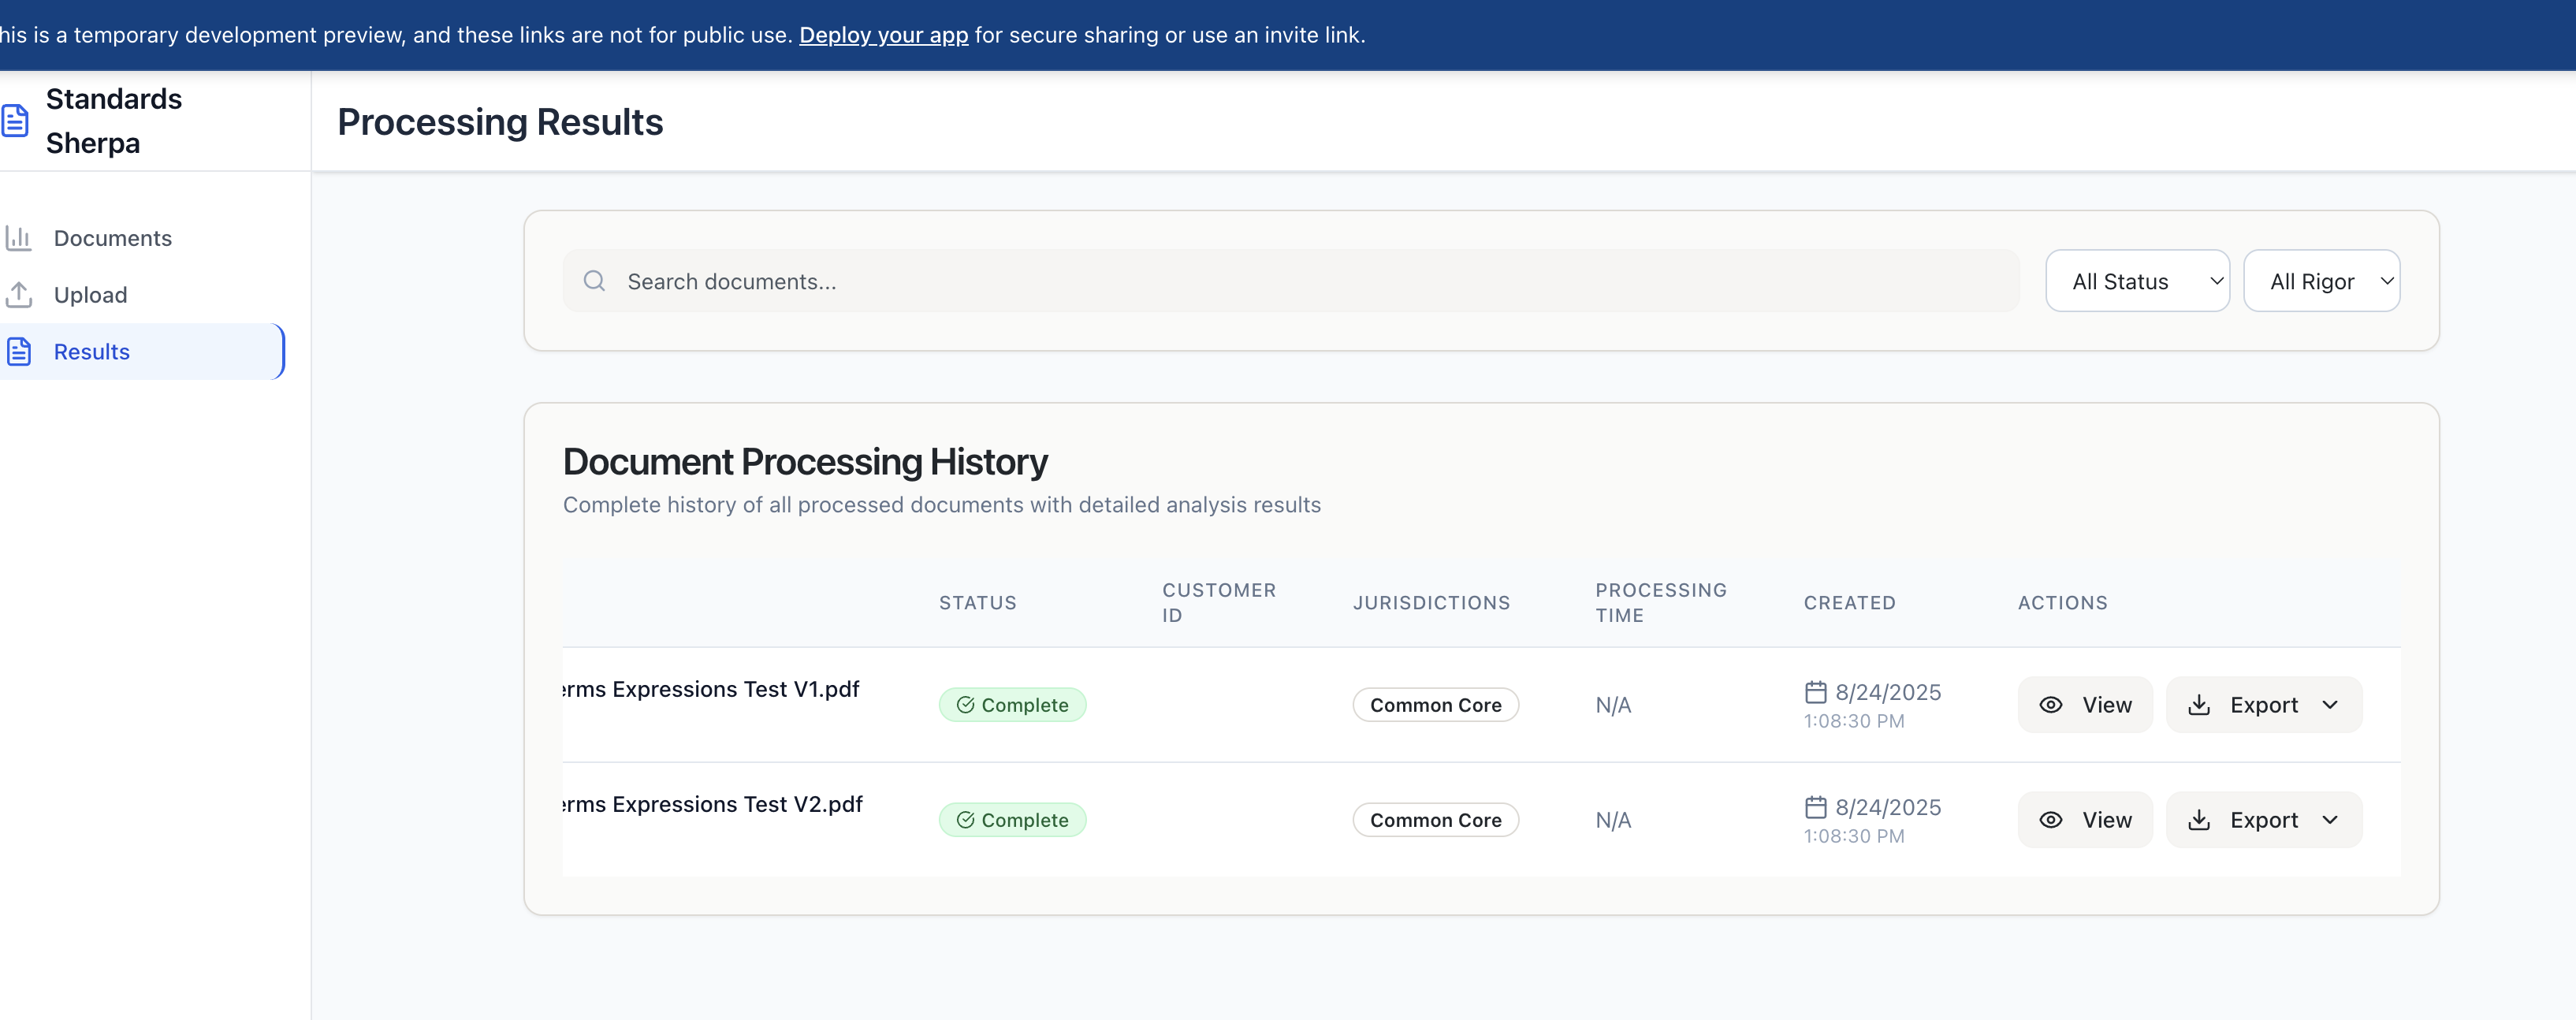 his is a temporary development preview, and these links are not for public use. Deploy your app for secure sharing or use an invite link.
Standards
Sherpa
Processing Results
Documents
Upload
Results
Search documents...
All Status
All Rigor
Document Processing History
Complete history of all processed documents with detailed analysis results
STATUS
CUSTOMER
ID
JURISDICTIONS
PROCESSING
TIME
CREATED
ACTIONS
erms Expressions Test V1.pdf
Complete
Common Core
N/A
8/24/2025
1:08:30 PM
View
Export
erms Expressions Test V2.pdf
Complete
Common Core
N/A
8/24/2025
1:08:30 PM
View
Export